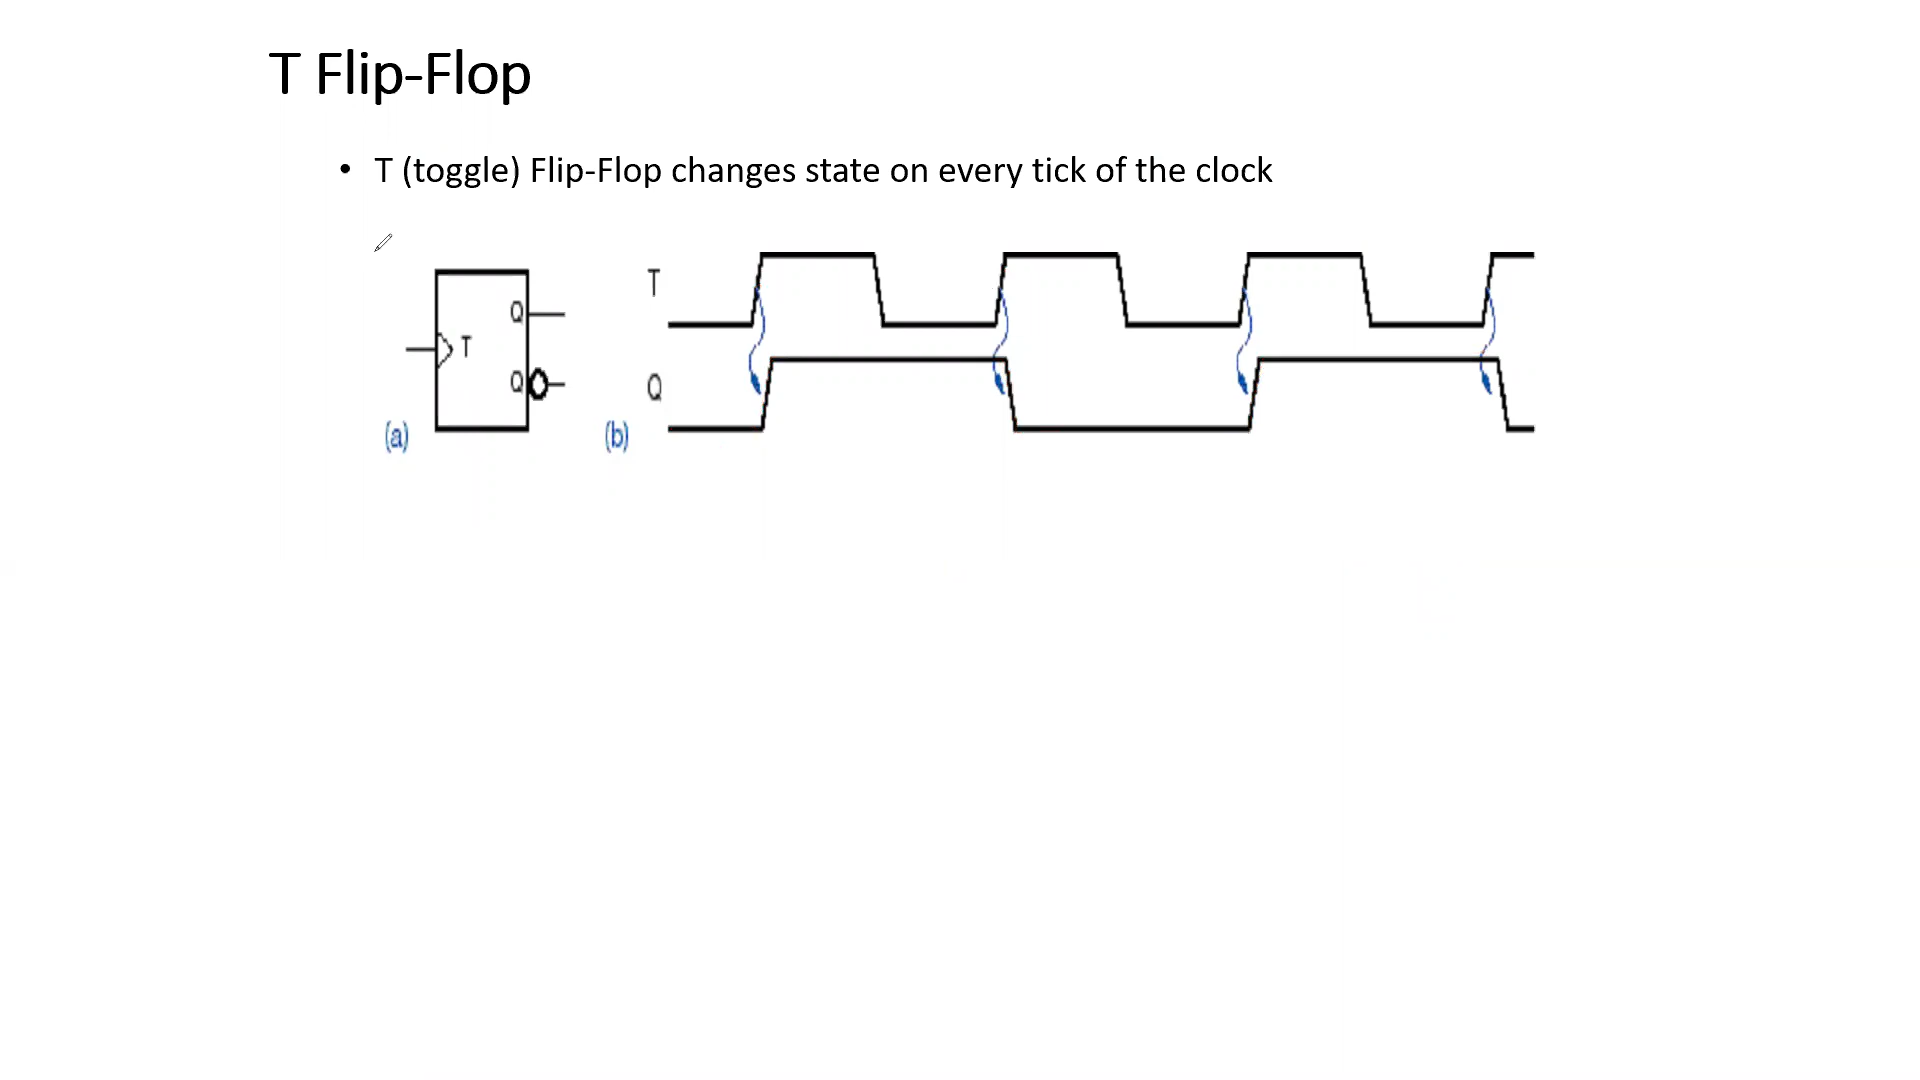 T Flip-Flop
• T (toggle) Flip-Flop changes state on every tick of the clock
T
Q
T
Q
Q
(a)
(b)